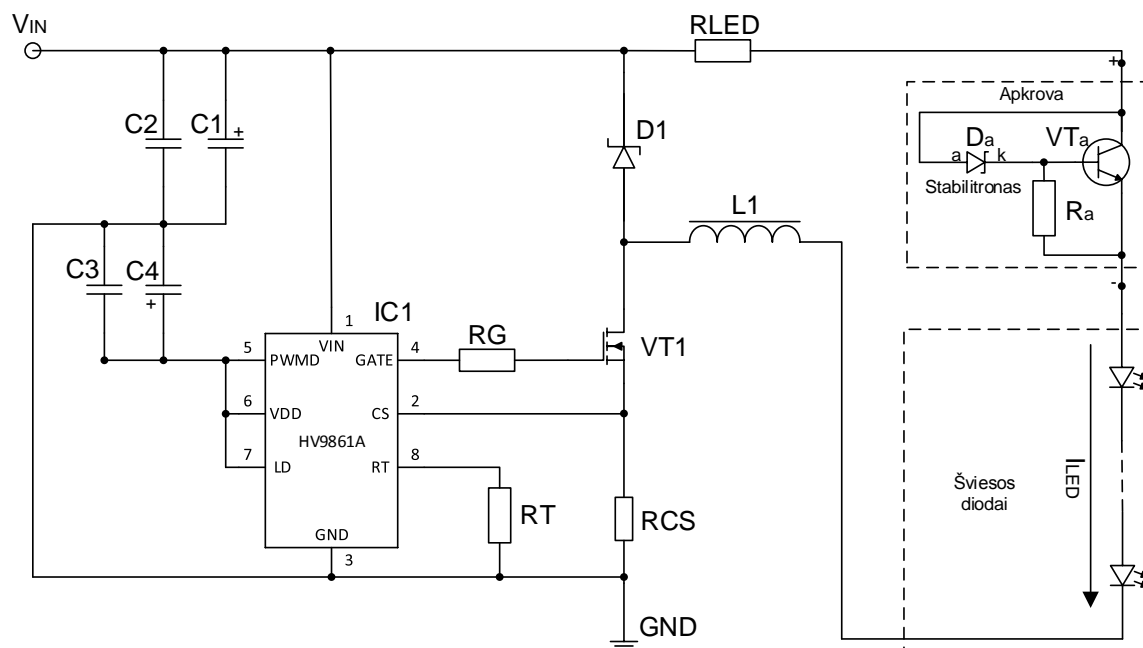 VIN
RLED
+
Apkrova
C2
C1
+
D1
Da
VTa
a
k
Stabilitronas
Ra
L1
C3
C4
+
-
IC1
1
VIN
RG
VT1
5
PWMD
GATE
4
6
VDD
CS
2
HV9861A
7
LD
RT
8
ILED
Šviesos
diodai
RT
RCS
GND
3
GND